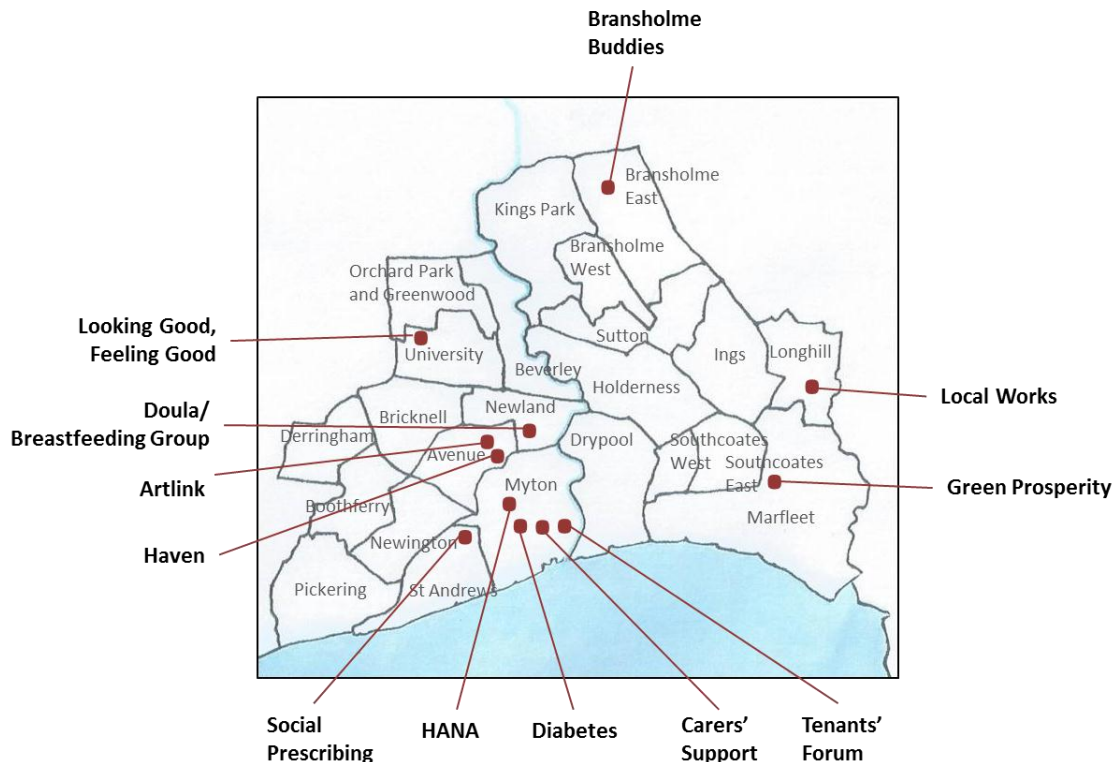 Bransholme
Buddies
Bransholme
East
Kings Park
Bransholme
West
Orchard Park
and Greenwood
Looking Good,
Feeling Good
University
Sutton
Ings
Longhill
Beverley
Holderness
Local Works
Doula/
Breastfeeding Group
Newland
Bricknell
Derringham
Avenue
Drypool
Southcoates
West
Southcoates
East
Artlink
Myton
Green Prosperity
Boothferry
Marfleet
Haven
Newington
Pickering
St Andrews
Social
Prescribing
HANA
Diabetes
Carers’
Support
Tenants’
Forum